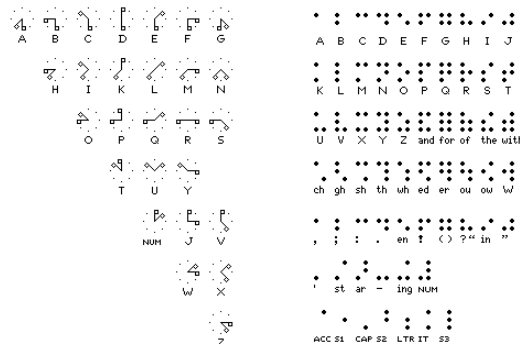 A B C D E F G
H I K L M N
O P Q R S
T U Y
NUM J V
W X
Z
A B C D E F G H I J
K L M N O P Q R S T
U V X Y Z and for of the with
ch gh sh th wh ed er ou ow W
, ; : . en ! () ?“ in ”
' st ar - ing NUM
ACC S1 CAP S2 LTR IT S3